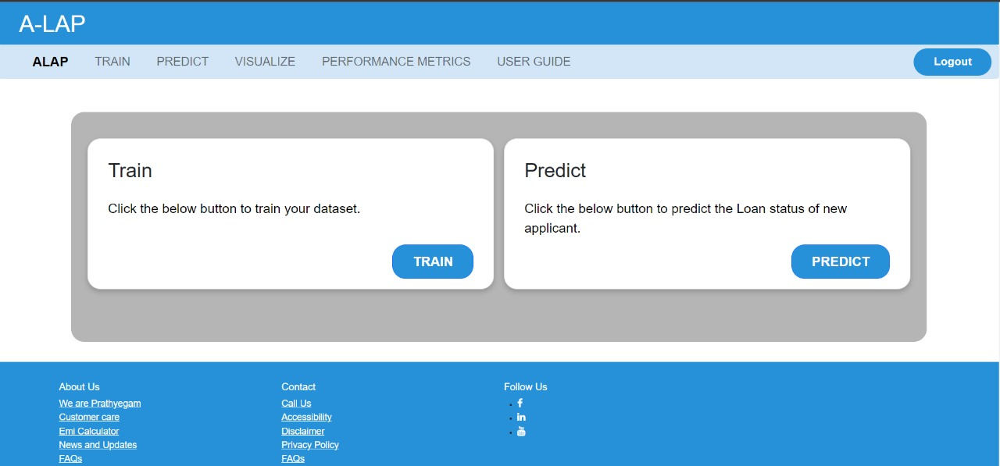 A-LAP
ALAP TRAIN PREDICT VISUALIZE PERFORMANCE METRICS USER GUIDE Logout
Train
Click the below button to train your dataset.
TRAIN
Predict
Click the below button to predict the Loan status of new
applicant.
PREDICT
About Us
We are Prathyegam
Customer care
Emi Calculator
News and Updates
FAQs
Contact
Call Us
Accessibility
Disclaimer
Privacy Policy
FAQs
Follow Us